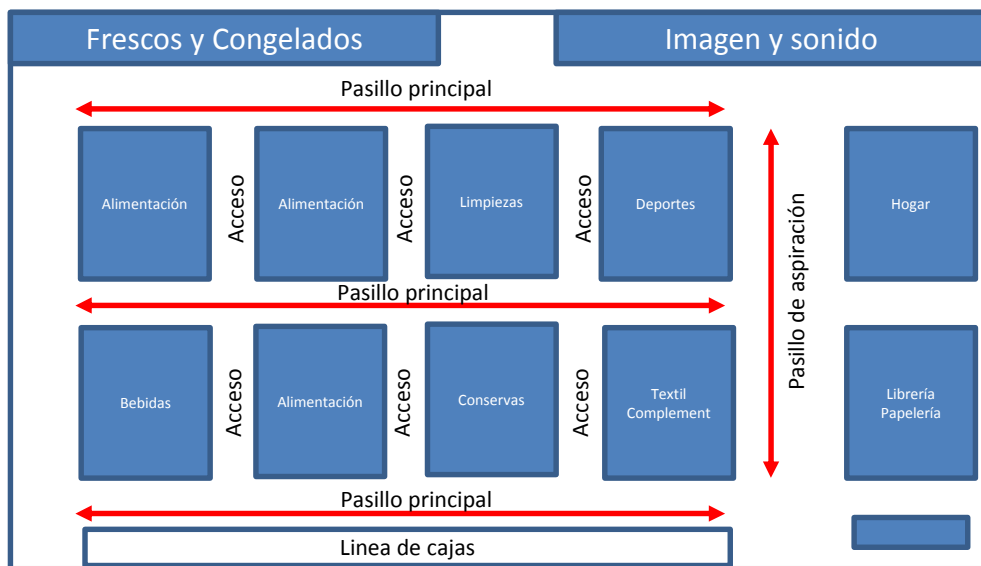 Frescos y Congelados
Imagen y sonido
Pasillo principal
Alimentación
Acceso
Alimentación
Acceso
Limpiezas
Acceso
Deportes
Pasillo de aspiración
Hogar
Pasillo principal
Bebidas
Acceso
Alimentación
Acceso
Conservas
Acceso
Textil
Complement
Librería
Papelería
Pasillo principal
Linea de cajas